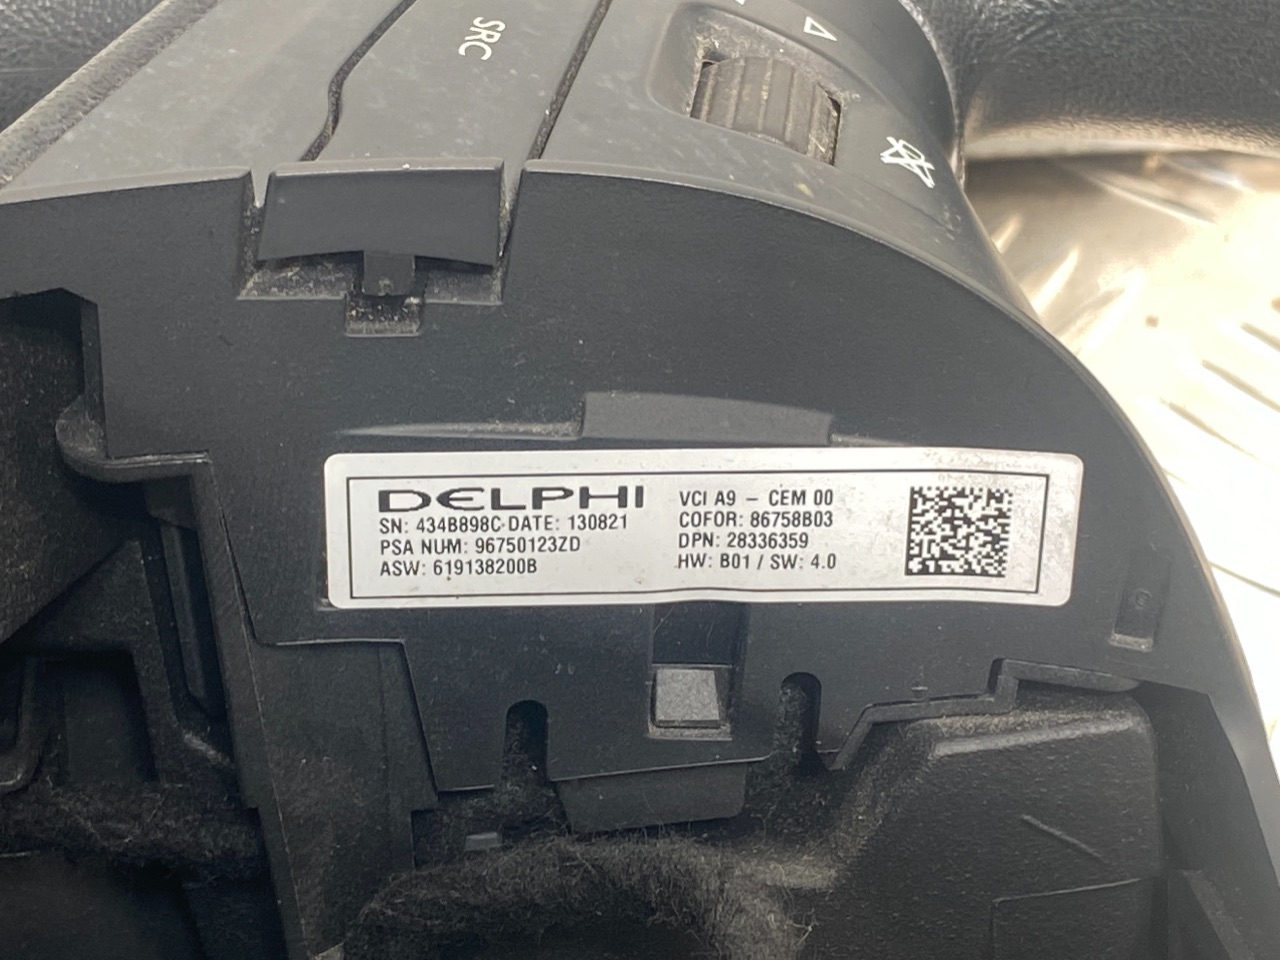 SRC
DELPHI
SN: 434B898C DATE: 130821
PSA NUM: 96750123ZD
ASW: 619138200B
VCI A9 - CEM 00
COFOR: 86758B03
DPN: 28336359
HW: B01 / SW: 4.0